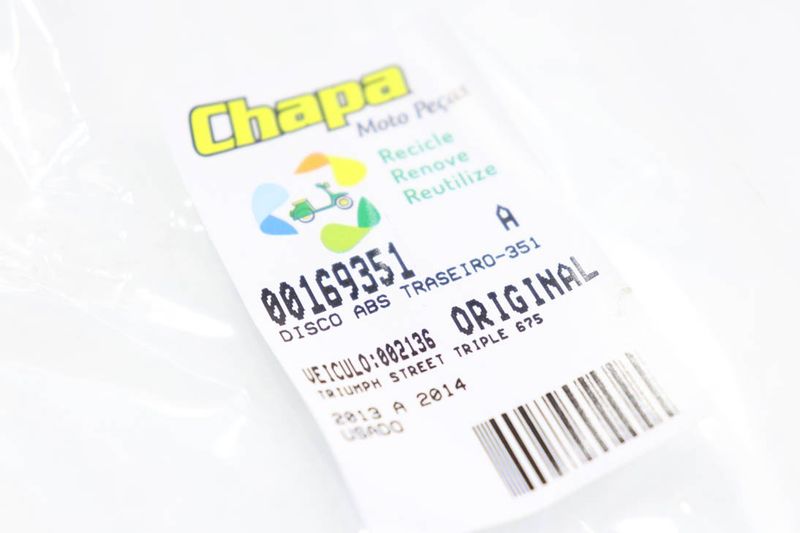 Chapa
Moto Peças
Recicle
Renove
Reutilize
A
00169351
DISCO ABS TRASEIRO-351
ORIGINAL
VEICULO:002136
TRIUMPH STREET TRIPLE 675
2013 A 2014
USADO